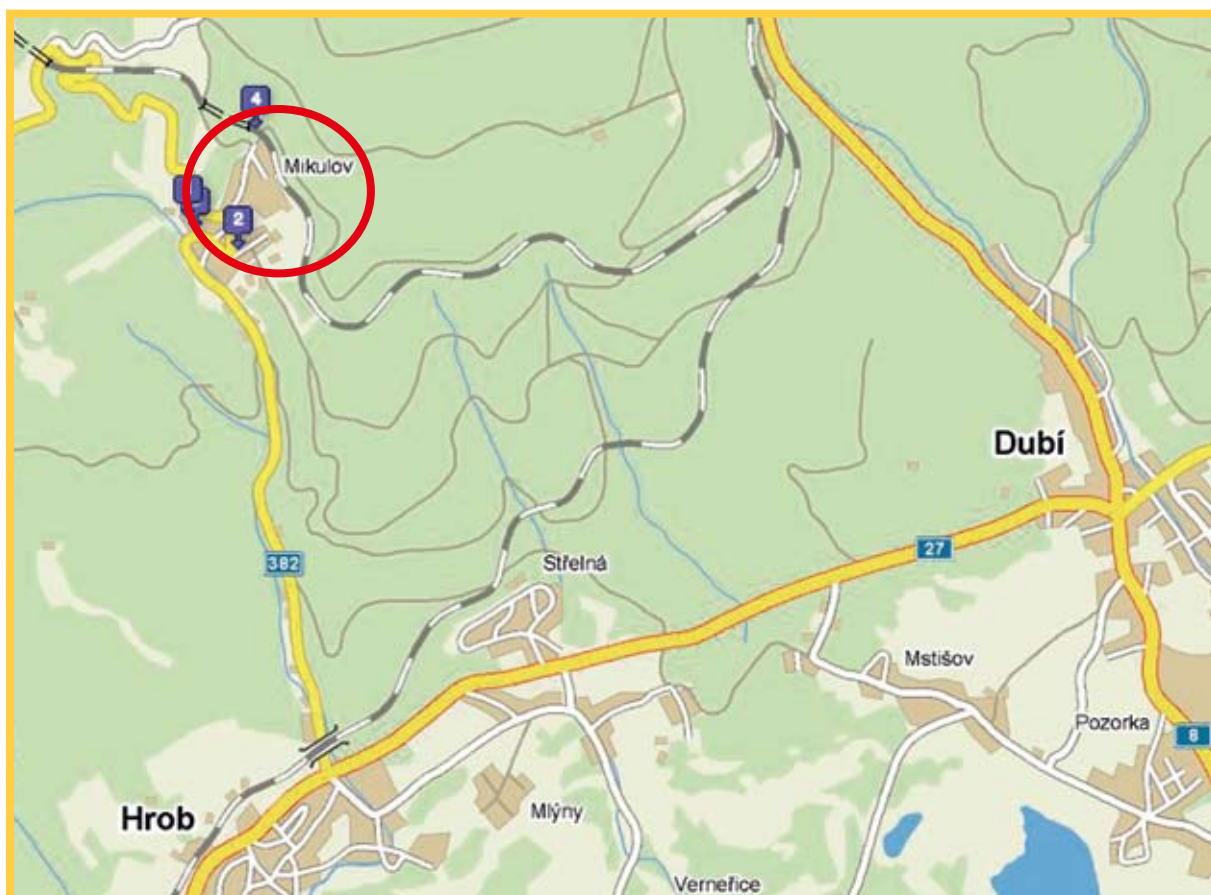 4
Mikulov
2
Dubí
27
382
Střelná
Mstišov
Pozorka
8
Hrob
Mlýny
Verneřice